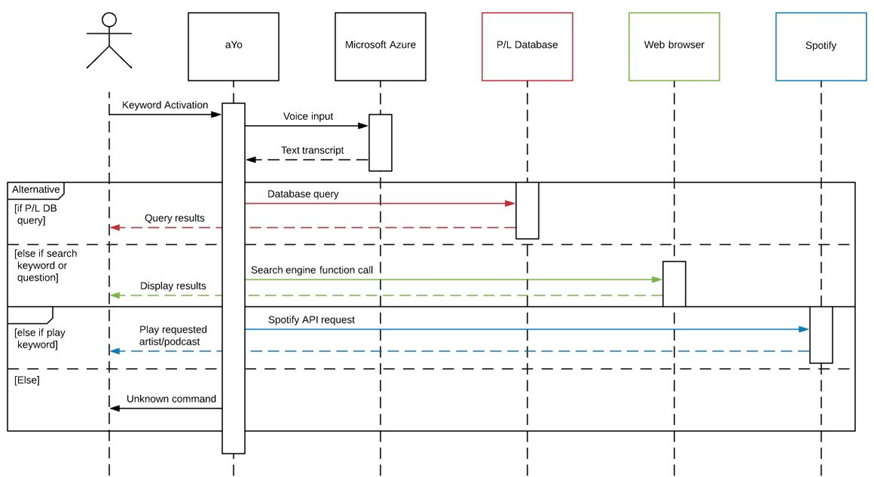 aYo
Microsoft Azure
P/L Database
Web browser
Spotify
Keyword Activation
Voice input
Text transcript
Alternative
[if P/L DB
query]
Database query
Query results
[else if search
keyword or
question]
Search engine function call
Display results
[else if play
keyword]
Spotify API request
Play requested
artist/podcast
[Else]
Unknown command